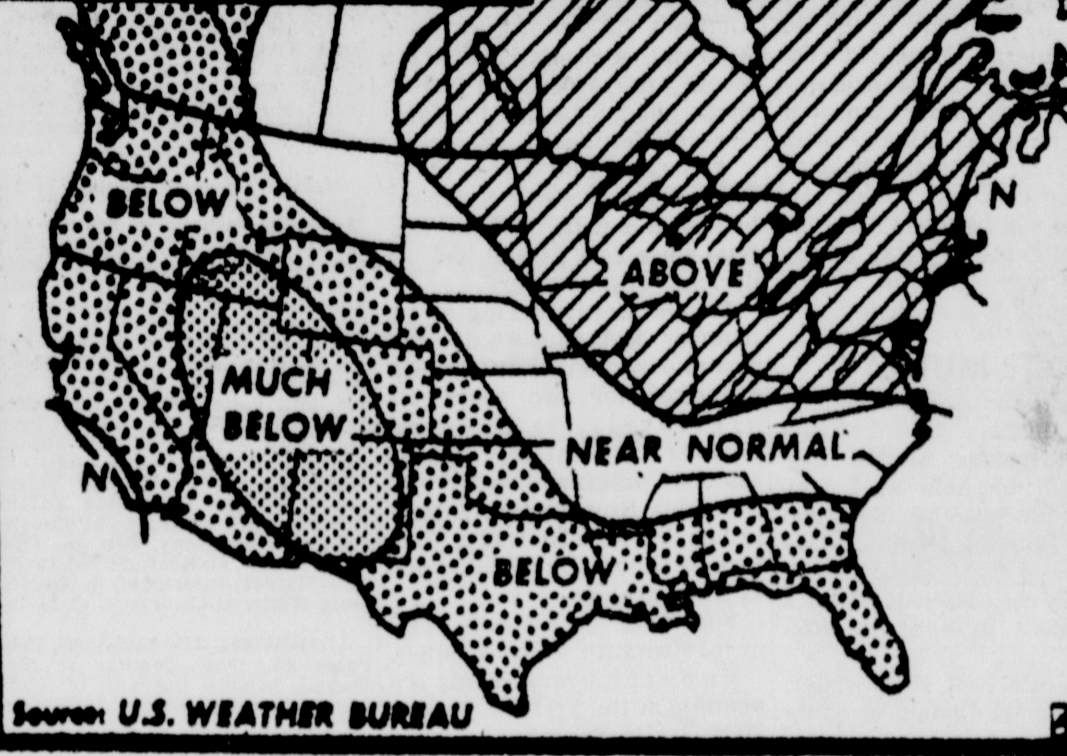 N
BELOW
ABOVE
MUCH
BELOW
NEAR NORMAL
N
BELOW
Source: U.S. WEATHER BUREAU